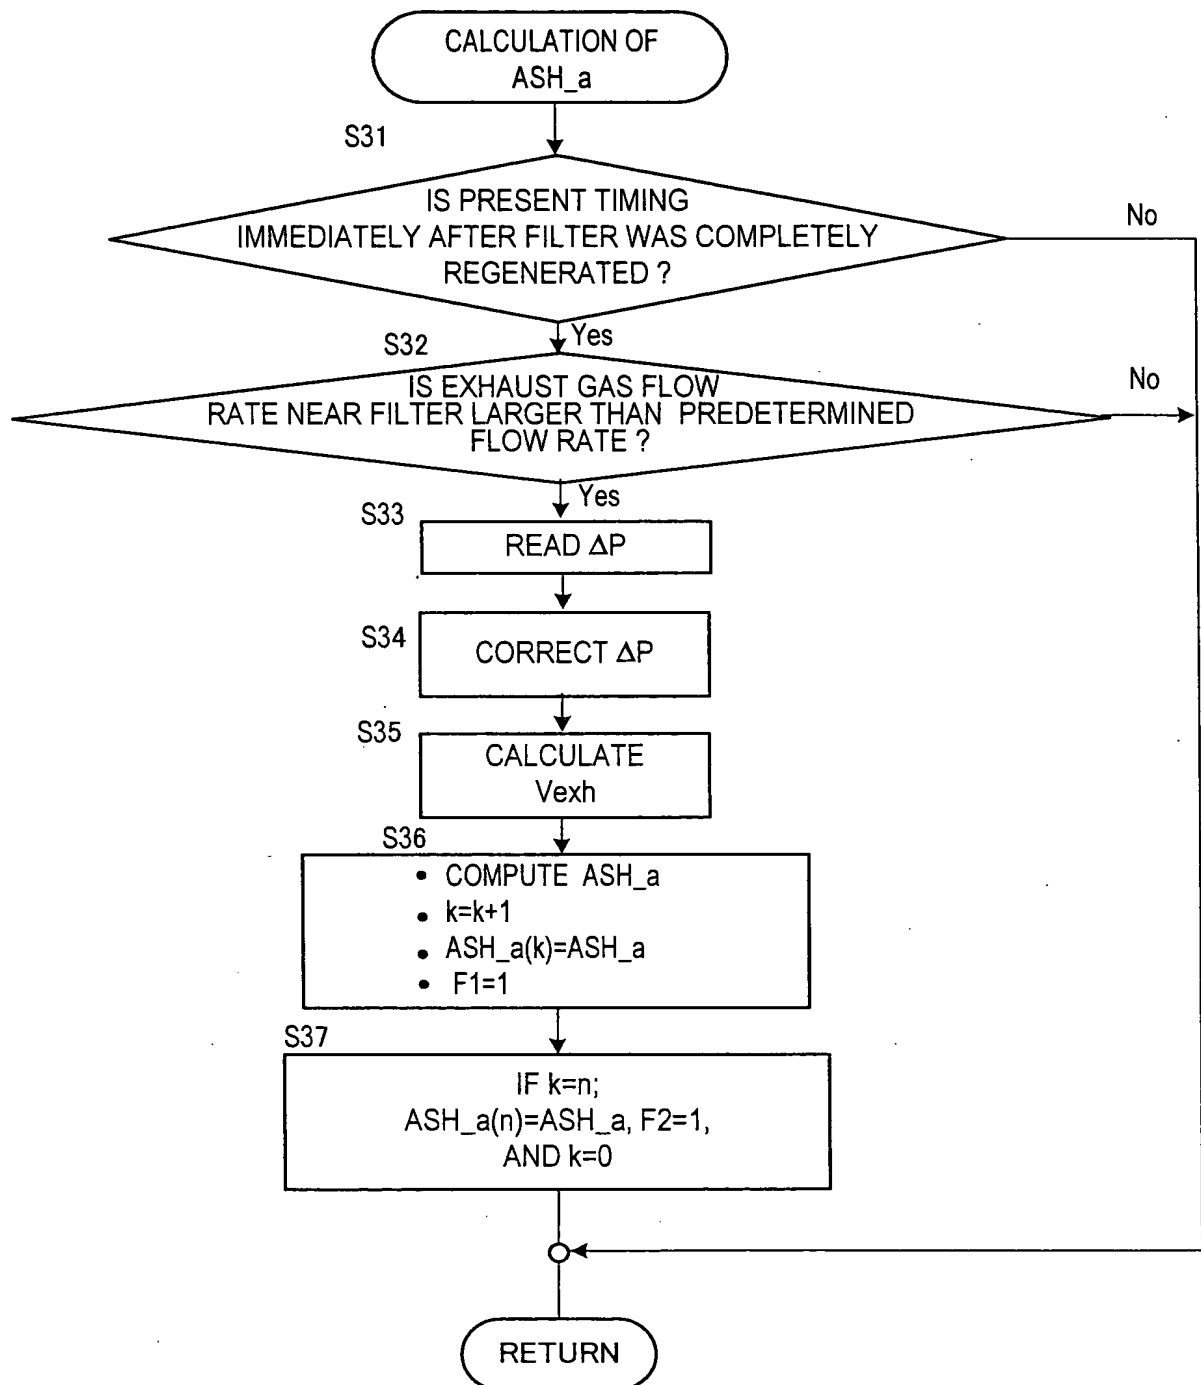 CALCULATION OF
ASH_a
S31
IS PRESENT TIMING
IMMEDIATELY AFTER FILTER WAS COMPLETELY
REGENERATED ?
No
Yes
S32
IS EXHAUST GAS FLOW
RATE NEAR FILTER LARGER THAN PREDETERMINED
FLOW RATE ?
No
Yes
S33
READ ΔP
S34
CORRECT ΔP
S35
CALCULATE
Vexh
S36
• COMPUTE ASH_a
• k=k+1
• ASH_a(k)=ASH_a
• F1=1
S37
IF k=n;
ASH_a(n)=ASH_a, F2=1,
AND k=0
RETURN